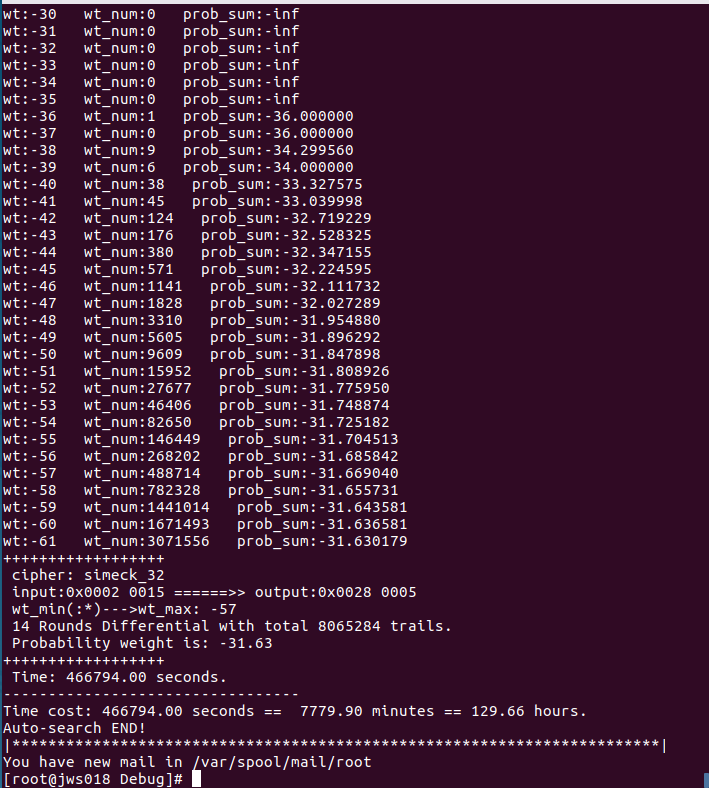 wt:-30   wt_num:0   prob_sum:-inf
wt:-31   wt_num:0   prob_sum:-inf
wt:-32   wt_num:0   prob_sum:-inf
wt:-33   wt_num:0   prob_sum:-inf
wt:-34   wt_num:0   prob_sum:-inf
wt:-35   wt_num:0   prob_sum:-inf
wt:-36   wt_num:1   prob_sum:-36.000000
wt:-37   wt_num:0   prob_sum:-36.000000
wt:-38   wt_num:9   prob_sum:-34.299560
wt:-39   wt_num:6   prob_sum:-34.000000
wt:-40   wt_num:38   prob_sum:-33.327575
wt:-41   wt_num:45   prob_sum:-33.039998
wt:-42   wt_num:124   prob_sum:-32.719229
wt:-43   wt_num:176   prob_sum:-32.528325
wt:-44   wt_num:380   prob_sum:-32.347155
wt:-45   wt_num:571   prob_sum:-32.224595
wt:-46   wt_num:1141   prob_sum:-32.111732
wt:-47   wt_num:1828   prob_sum:-32.027289
wt:-48   wt_num:3310   prob_sum:-31.954880
wt:-49   wt_num:5605   prob_sum:-31.896292
wt:-50   wt_num:9609   prob_sum:-31.847898
wt:-51   wt_num:15952   prob_sum:-31.808926
wt:-52   wt_num:27677   prob_sum:-31.775950
wt:-53   wt_num:46406   prob_sum:-31.748874
wt:-54   wt_num:82650   prob_sum:-31.725182
wt:-55   wt_num:146449   prob_sum:-31.704513
wt:-56   wt_num:268202   prob_sum:-31.685842
wt:-57   wt_num:488714   prob_sum:-31.669040
wt:-58   wt_num:782328   prob_sum:-31.655731
wt:-59   wt_num:1441014   prob_sum:-31.643581
wt:-60   wt_num:1671493   prob_sum:-31.636581
wt:-61   wt_num:3071556   prob_sum:-31.630179
++++++++++++++++++
 cipher: simeck_32
 input:0x0002 0015 ======>> output:0x0028 0005
 wt_min(:*)--->wt_max: -57
 14 Rounds Differential with total 8065284 trails.
 Probability weight is: -31.63
++++++++++++++++++
 Time: 466794.00 seconds.
---------------------------------
Time cost: 466794.00 seconds ==  7779.90 minutes == 129.66 hours.
Auto-search END!
|************************************************************************|
You have new mail in /var/spool/mail/root
[root@jws018 Debug]#